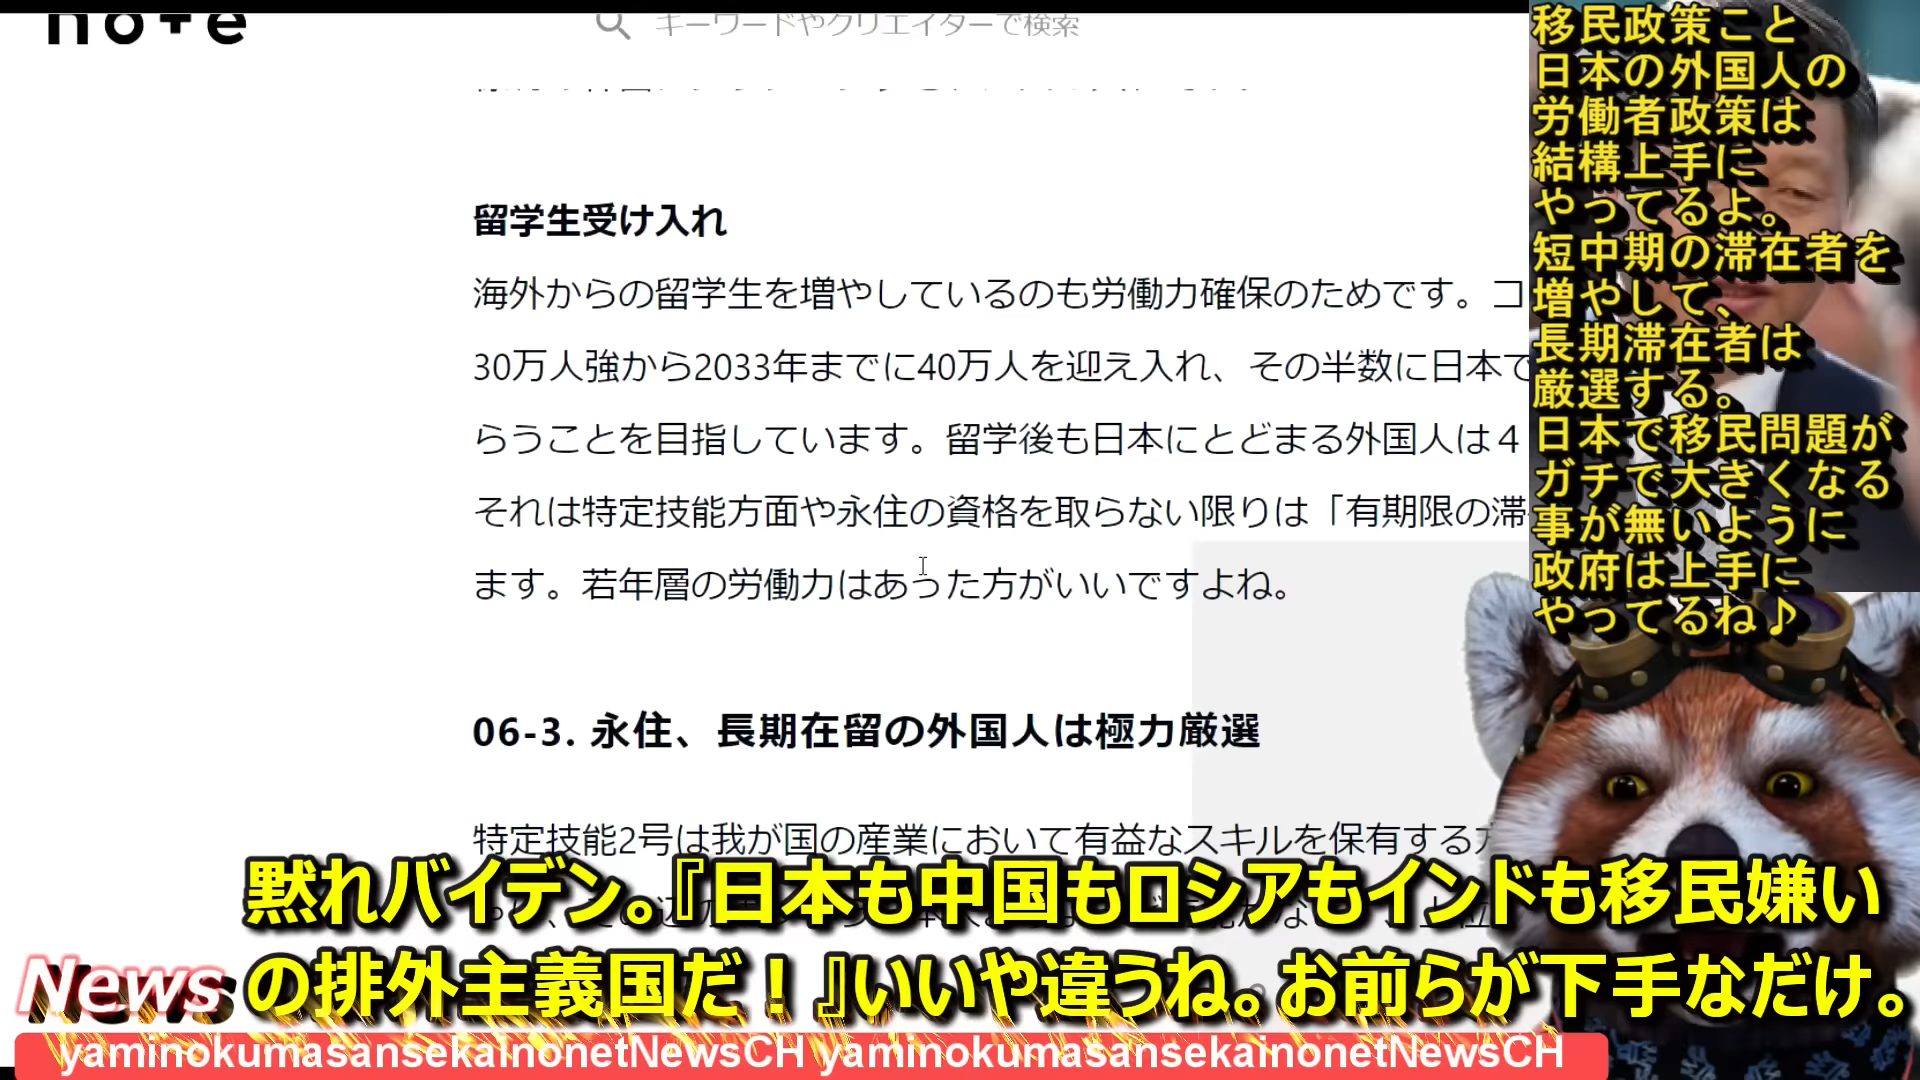 note
キーワードやクリエイターで検索
留学生受け入れ
海外からの留学生を増やしているのも労働力確保のためです。コ
30万人強から2033年までに40万人を迎え入れ、その半数に日本で
らうことを目指しています。留学後も日本にとどまる外国人は４
それは特定技能方面や永住の資格を取らない限りは「有期限の滞
ます。若年層の労働力はあった方がいいですよね。
06-3. 永住、長期在留の外国人は極力厳選
特定技能2号は我が国の産業において有益なスキルを保有する方
移民政策こと
日本の外国人の
労働者政策は
結構上手に
やってるよ。
短中期の滞在者を
増やして、
長期滞在者は
厳選する。
日本で移民問題が
ガチで大きくなる
事が無いように
政府は上手に
やってるね♪
黙れバイデン。『日本も中国もロシアもインドも移民嫌い
の排外主義国だ！』いいや違うね。お前らが下手なだけ。
News
yaminokumasansekainonetNewsCH yaminokumasansekainonetNewsCH